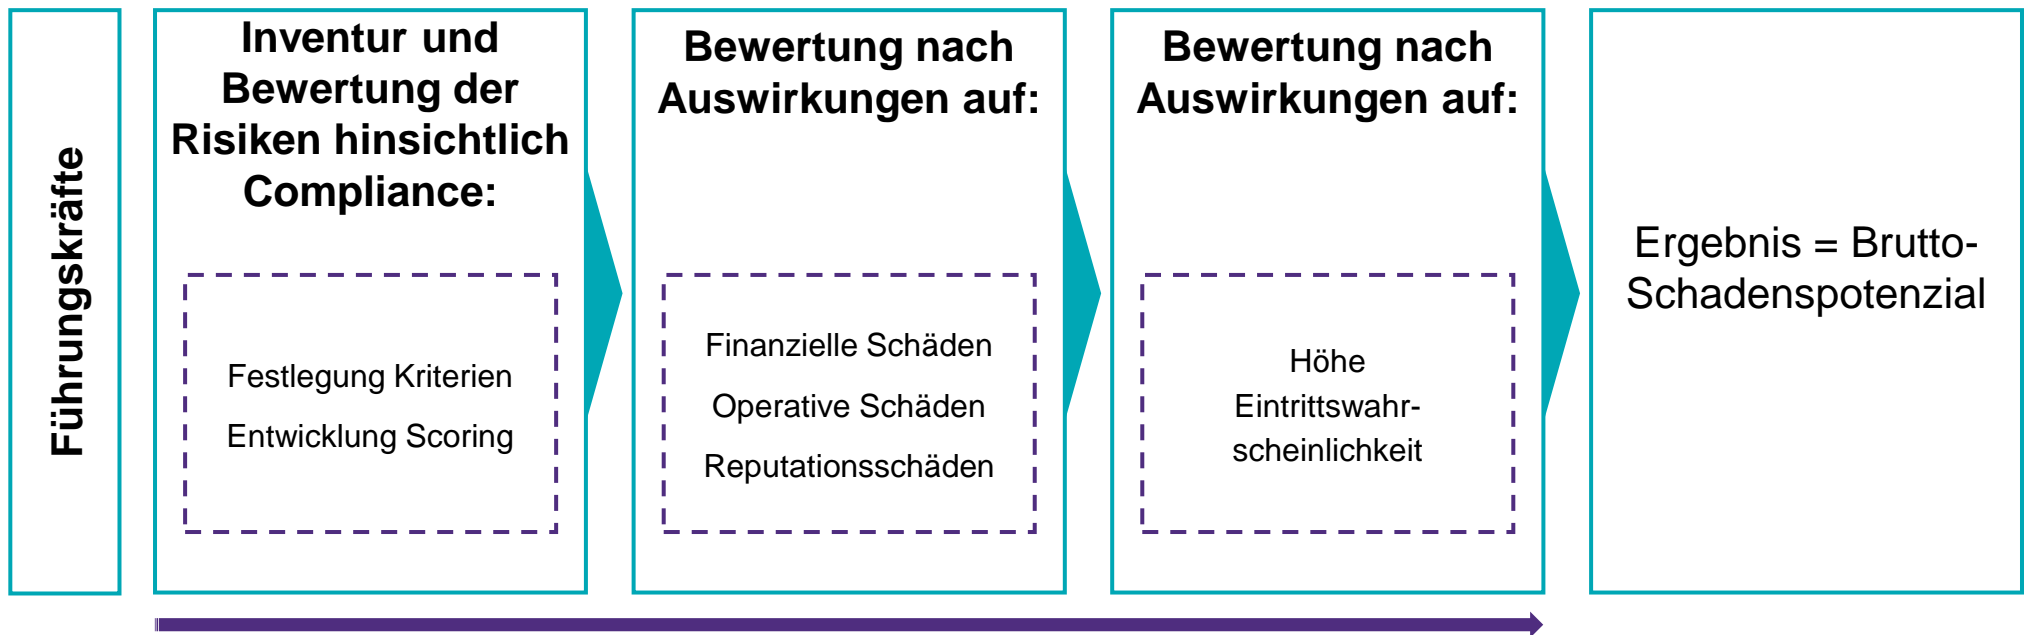 Führungskräfte
Inventur und
Bewertung der
Risiken hinsichtlich
Compliance:
Festlegung Kriterien
Entwicklung Scoring
Bewertung nach
Auswirkungen auf:
Finanzielle Schäden
Operative Schäden
Reputationsschäden
Bewertung nach
Auswirkungen auf:
Höhe
Eintrittswahr-
scheinlichkeit
Ergebnis = Brutto-
Schadenspotenzial